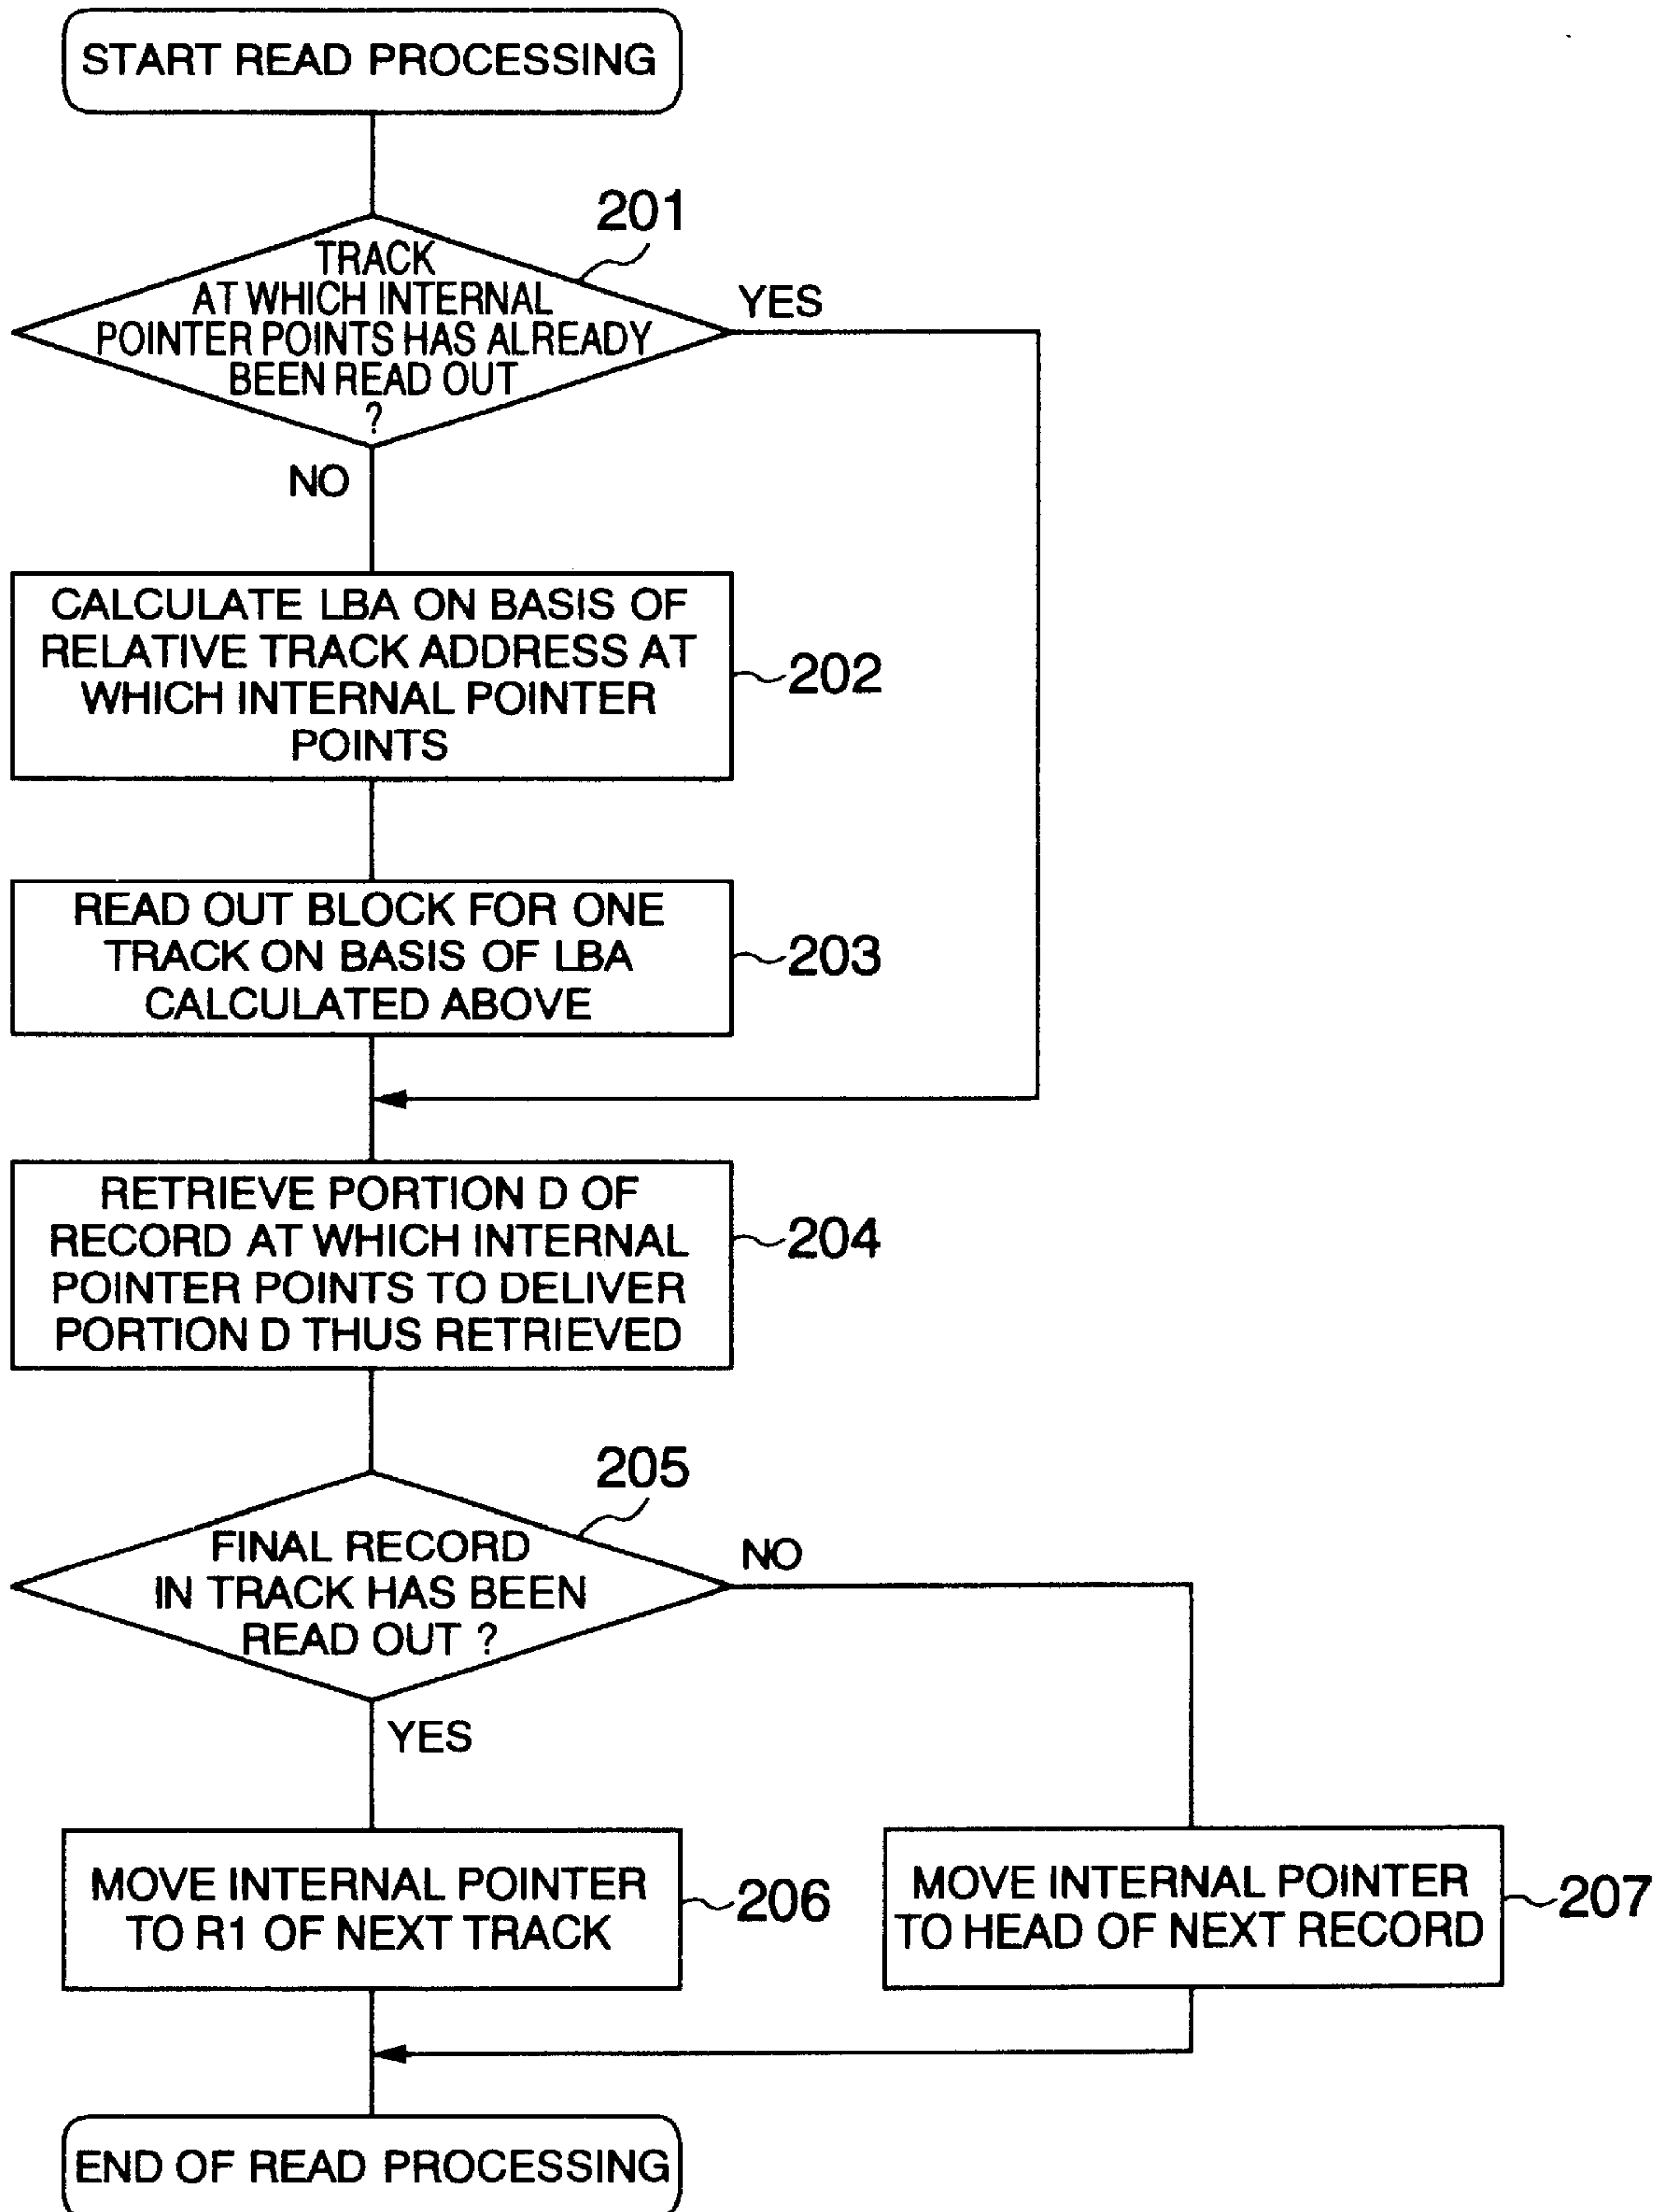 START READ PROCESSING
201
TRACK
AT WHICH INTERNAL
POINTER POINTS HAS ALREADY
BEEN READ OUT
?
YES
NO
CALCULATE LBA ON BASIS OF
RELATIVE TRACK ADDRESS AT
WHICH INTERNAL POINTER
POINTS
202
READ OUT BLOCK FOR ONE
TRACK ON BASIS OF LBA
CALCULATED ABOVE
203
RETRIEVE PORTION D OF
RECORD AT WHICH INTERNAL
POINTER POINTS TO DELIVER
PORTION D THUS RETRIEVED
204
205
FINAL RECORD
IN TRACK HAS BEEN
READ OUT ?
NO
YES
MOVE INTERNAL POINTER
TO R1 OF NEXT TRACK
206
MOVE INTERNAL POINTER
TO HEAD OF NEXT RECORD
207
END OF READ PROCESSING